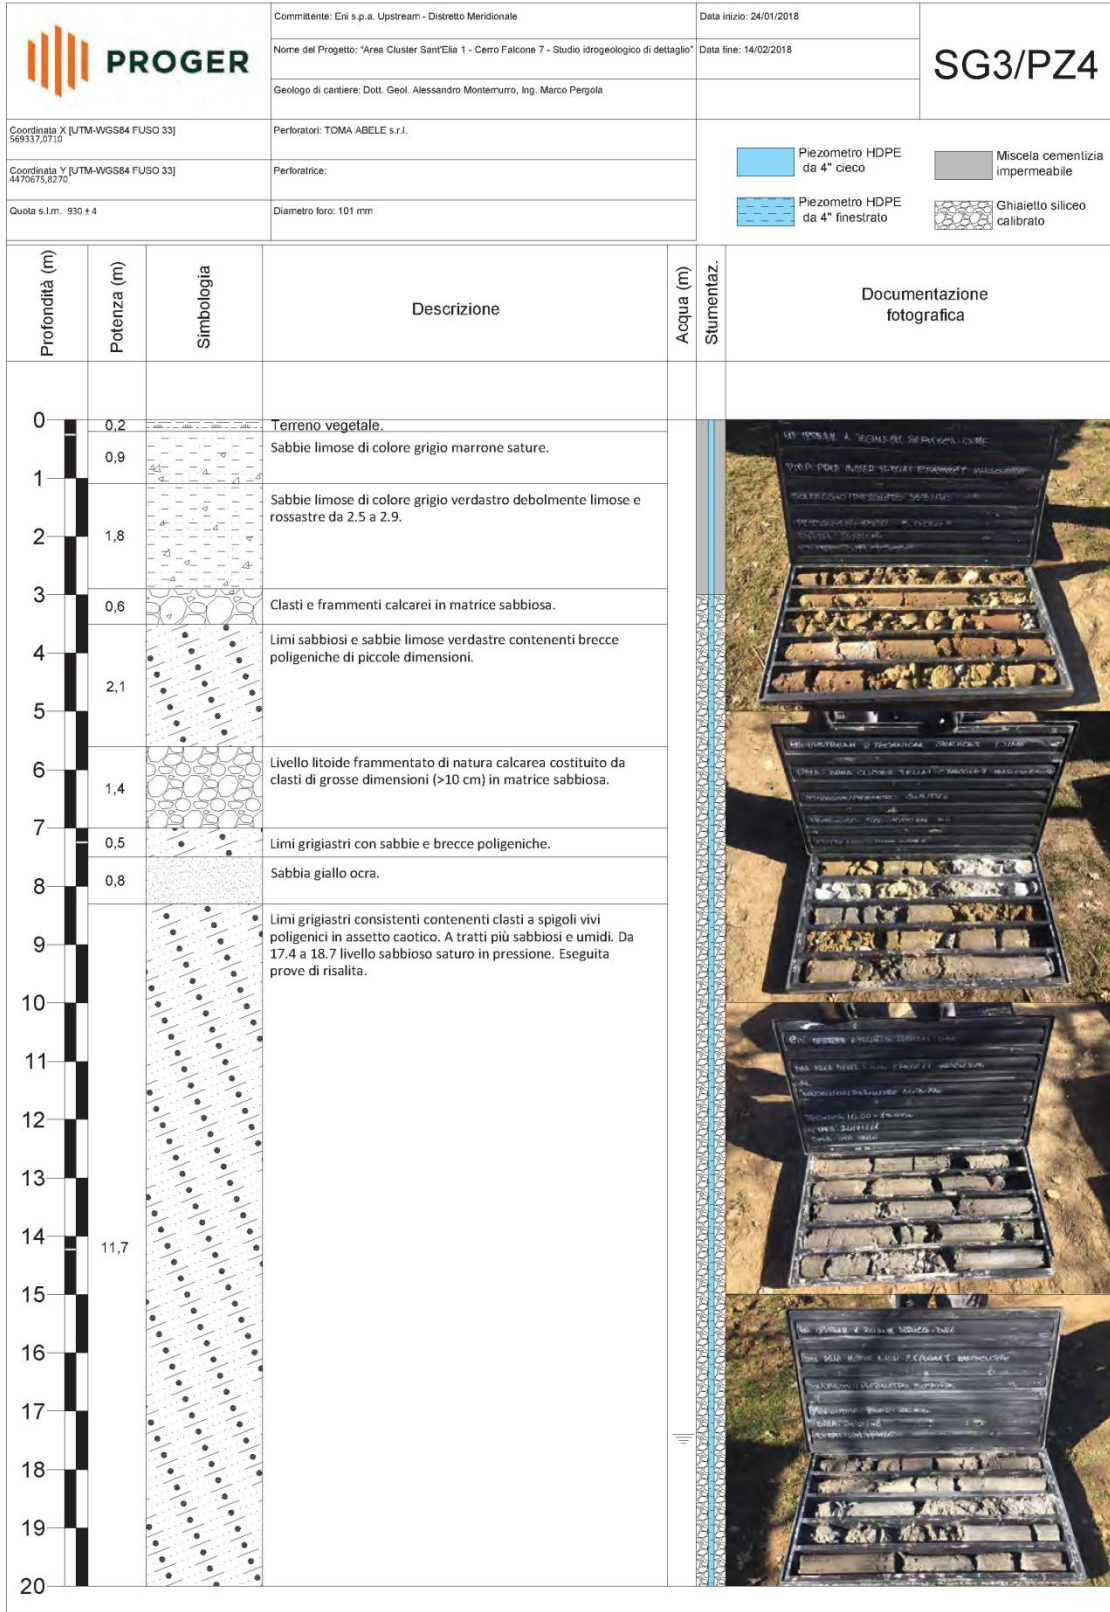 PROGER
Committente: Eni s.p.a. Upstream - Distretto Meridionale
Nome del Progetto: "Area Cluster Sant'Elia 1 - Cerro Falcone 7 - Studio idrogeologico di dettaglio"
Geologo di cantiere: Dott. Geol. Alessandro Montemurro, Ing. Marco Pergola
Data inizio: 24/01/2018
Data fine: 14/02/2018
SG3/PZ4
Coordinata X [UTM-WGS84 FUSO 33]
569337,0710
Coordinata Y [UTM-WGS84 FUSO 33]
4470675,8270
Quota s.l.m. 930 ± 4
Perforatori: TOMA ABELE s.r.l.
Perforatrice:
Diametro foro: 101 mm
Piezometro HDPE
da 4" cieco
Miscela cementizia
impermeabile
Piezometro HDPE
da 4" finestrato
Ghiaietto siliceo
calibrato
Profondità (m)
Potenza (m)
Simbologia
Descrizione
Acqua (m)
Stumentaz.
Documentazione
fotografica
0
0,2
Terreno vegetale.
0,9
Sabbie limose di colore grigio marrone sature.
1
Sabbie limose di colore grigio verdastro debolmente limose e
rossastre da 2.5 a 2.9.
2
1,8
3
0,6
Clasti e frammenti calcarei in matrice sabbiosa.
Limi sabbiosi e sabbie limose verdastre contenenti brecce
poligeniche di piccole dimensioni.
4
2,1
5
Livello litoide frammentato di natura calcarea costituito da
clasti di grosse dimensioni (>10 cm) in matrice sabbiosa.
6
1,4
7
0,5
Limi grigiastri con sabbie e brecce poligeniche.
0,8
Sabbia giallo ocra.
8
Limi grigiastri consistenti contenenti clasti a spigoli vivi
poligenici in assetto caotico. A tratti più sabbiosi e umidi. Da
17.4 a 18.7 livello sabbioso saturo in pressione. Eseguita
prove di risalita.
9
10
11
12
13
14
11,7
15
16
17
18
19
20